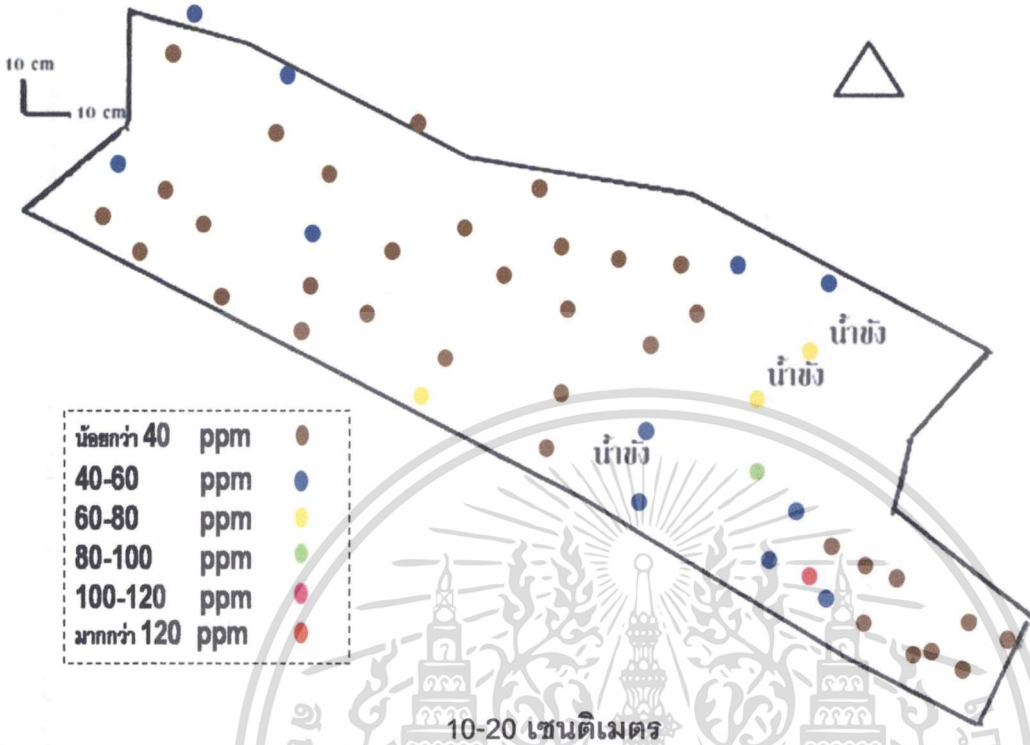 10 cm
10 cm
น้ำขัง
น้ำขัง
น้ำขัง
น้อยกว่า 40 ppm
40-60 ppm
60-80 ppm
80-100 ppm
100-120 ppm
มากกว่า 120 ppm
10-20 เซนติเมตร